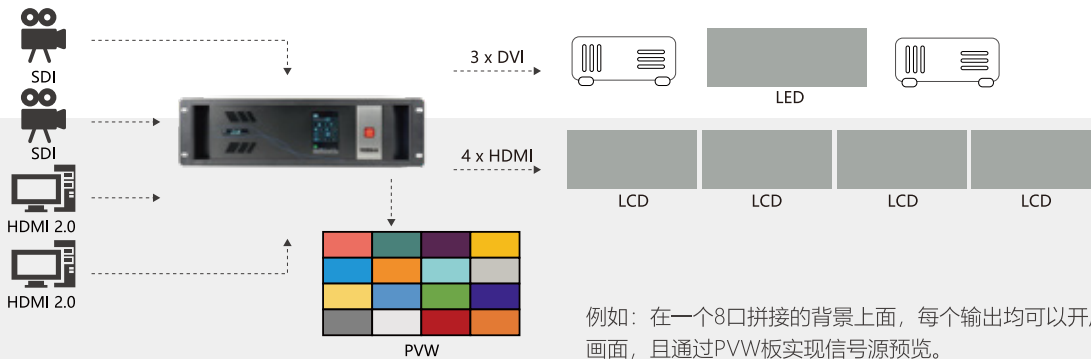 SDI
3 x DVI
LED
SDI
4 x HDMI
LCD
LCD
LCD
LCD
HDMI 2.0
HDMI 2.0
PVW
例如：在一个8口拼接的背景上面，每个输出均可以开
画面，且通过PVW板实现信号源预览。